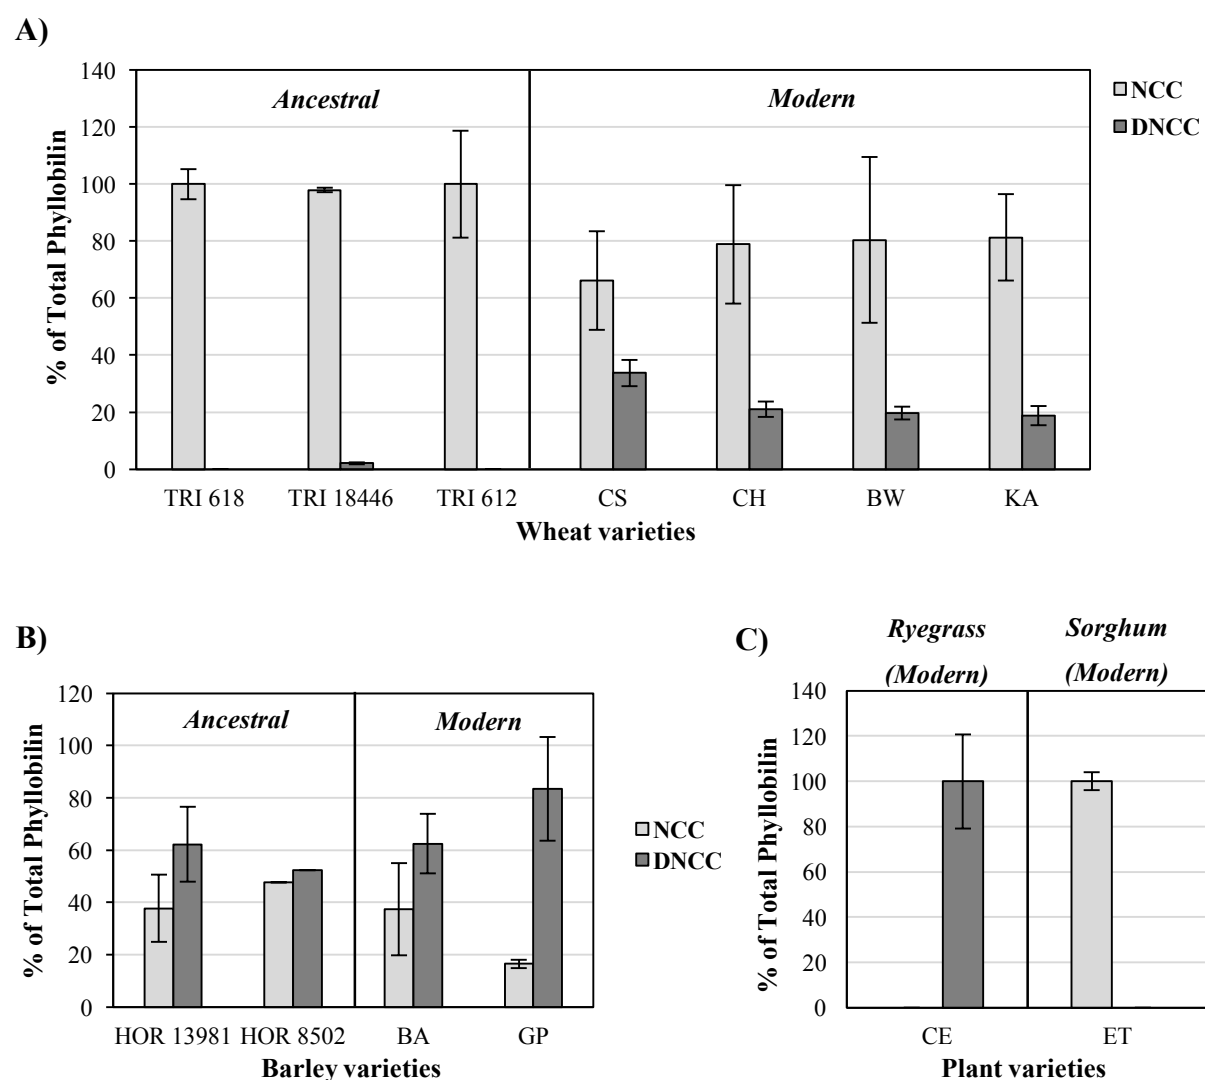 A)
140
120
100
80
60
40
20
0
% of Total Phyllobilin
Ancestral
Modern
NCC
DNCC
TRI 618 TRI 18446 TRI 612 CS CH BW KA
Wheat varieties
B)
120
100
80
60
40
20
0
% of Total Phyllobilin
Ancestral
Modern
NCC
DNCC
HOR 13981 HOR 8502 BA GP
Barley varieties
C)
Ryegrass
(Modern)
Sorghum
(Modern)
140
120
100
80
60
40
20
0
% of Total Phyllobilin
CE ET
Plant varieties